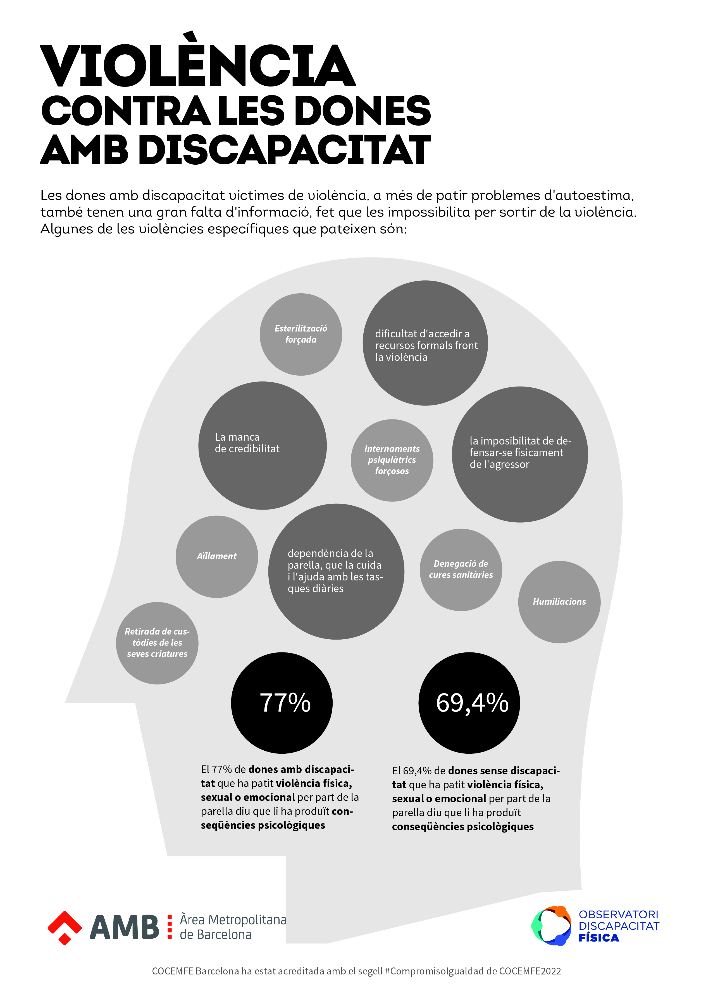 VIOLÈNCIA
CONTRA LES DONES
AMB DISCAPACITAT
Les dones amb discapacitat víctimes de violència, a més de patir problemes d'autoestima,
també tenen una gran falta d'informació, fet que les impossibilita per sortir de la violència.
Algunes de les violències específiques que pateixen són:
Esterilització
forçada
dificultat d'accedir a
recursos formals front
la violència
La manca
de credibilitat
Internaments
psiquiàtrics
forçosos
la imposibilitat de de-
fensar-se físicament
de l'agressor
Aïllament
dependència de la
parella, que la cuida
i l'ajuda amb les tas-
ques diàries
Denegació de
cures sanitàries
Humiliacions
Retirada de cus-
tòdies de les
seves criatures
77%
69,4%
El 77% de dones amb discapaci-
tat que ha patit violència física,
sexual o emocional per part de la
parella diu que li ha produït con-
seqüències psicològiques
El 69,4% de dones sense discapaci-
tat que ha patit violència física,
sexual o emocional per part de la
parella diu que li ha produït
conseqüències psicològiques
AMB
Àrea Metropolitana
de Barcelona
OBSERVATORI
DISCAPACITAT
FÍSICA
COCEMFE Barcelona ha estat acreditada amb el segell #CompromisoIgualdad de COCEMFE2022